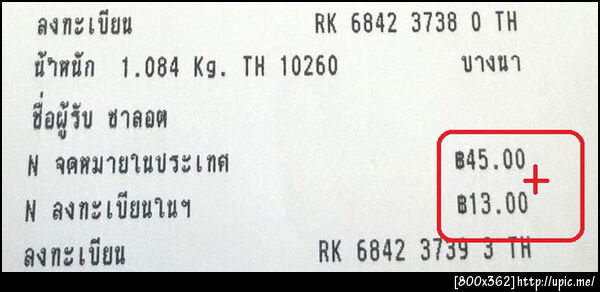 ลงทะเบียน RK 6842 3738 0 TH
น้ำหนัก 1.084 Kg. TH 10260 บางนา
ชื่อผู้รับ ชาลอต
N จดหมายในประเทศ ฿45.00
+
N ลงทะเบียนในฯ ฿13.00
ลงทะเบียน RK 6842 3739 3 TH
[800x362]http://upic.me/